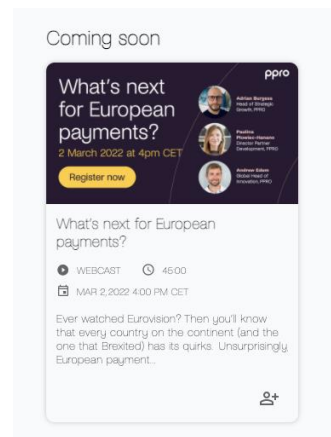 Coming soon
ppro
What's next
for European
payments?
2 March 2022 at 4pm CET
Register now
Adrian Burgess
Head of Strategic
Growth, PPRO
Paulina
Director Partner
Development, PPRO
Andrew Edem
Global Head of
Innovation, PPRO
What's next for European
payments?
WEBCAST
45:00
MAR 2,2022 4:00 PM CET
Ever watched Eurovision? Then you'll know
that every country on the continent (and the
one that Brexited) has its quirks. Unsurprisingly,
European payment...